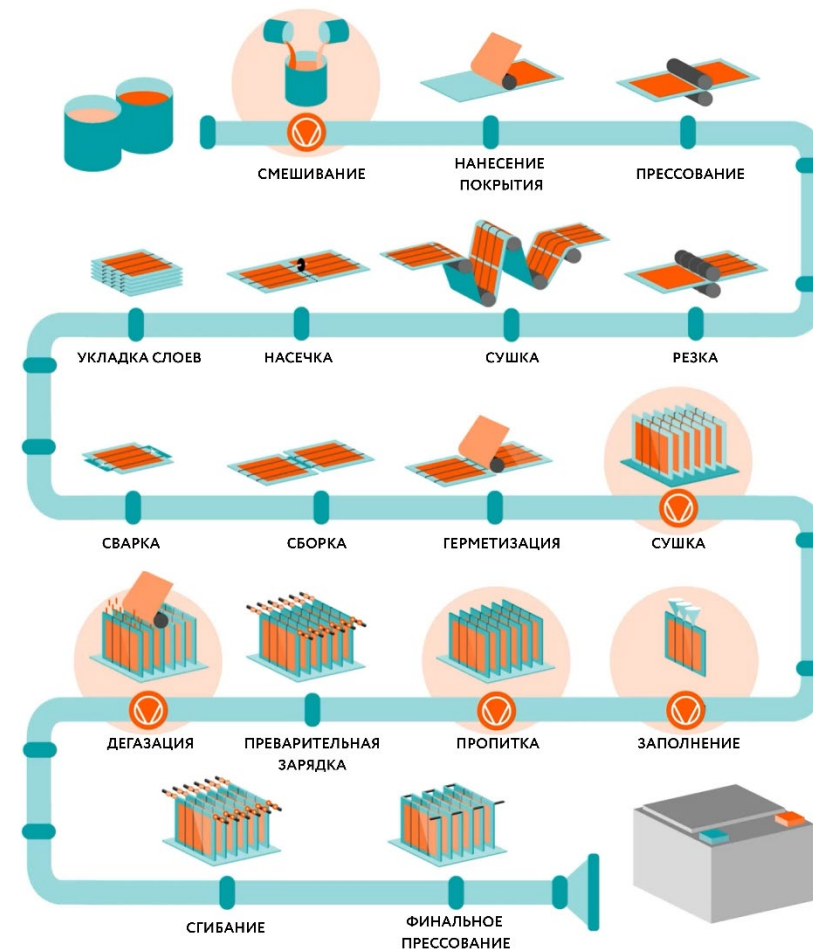 СМЕШИВАНИЕ
НАНЕСЕНИЕ
ПОКРЫТИЯ
ПРЕССОВАНИЕ
УКЛАДКА СЛОЕВ
НАСЕЧКА
СУШКА
РЕЗКА
СВАРКА
СБОРКА
ГЕРМЕТИЗАЦИЯ
СУШКА
ДЕГАЗАЦИЯ
ПРЕВАРИТЕЛЬНАЯ
ЗАРЯДКА
ПРОПИТКА
ЗАПОЛНЕНИЕ
СГИБАНИЕ
ФИНАЛЬНОЕ
ПРЕССОВАНИЕ